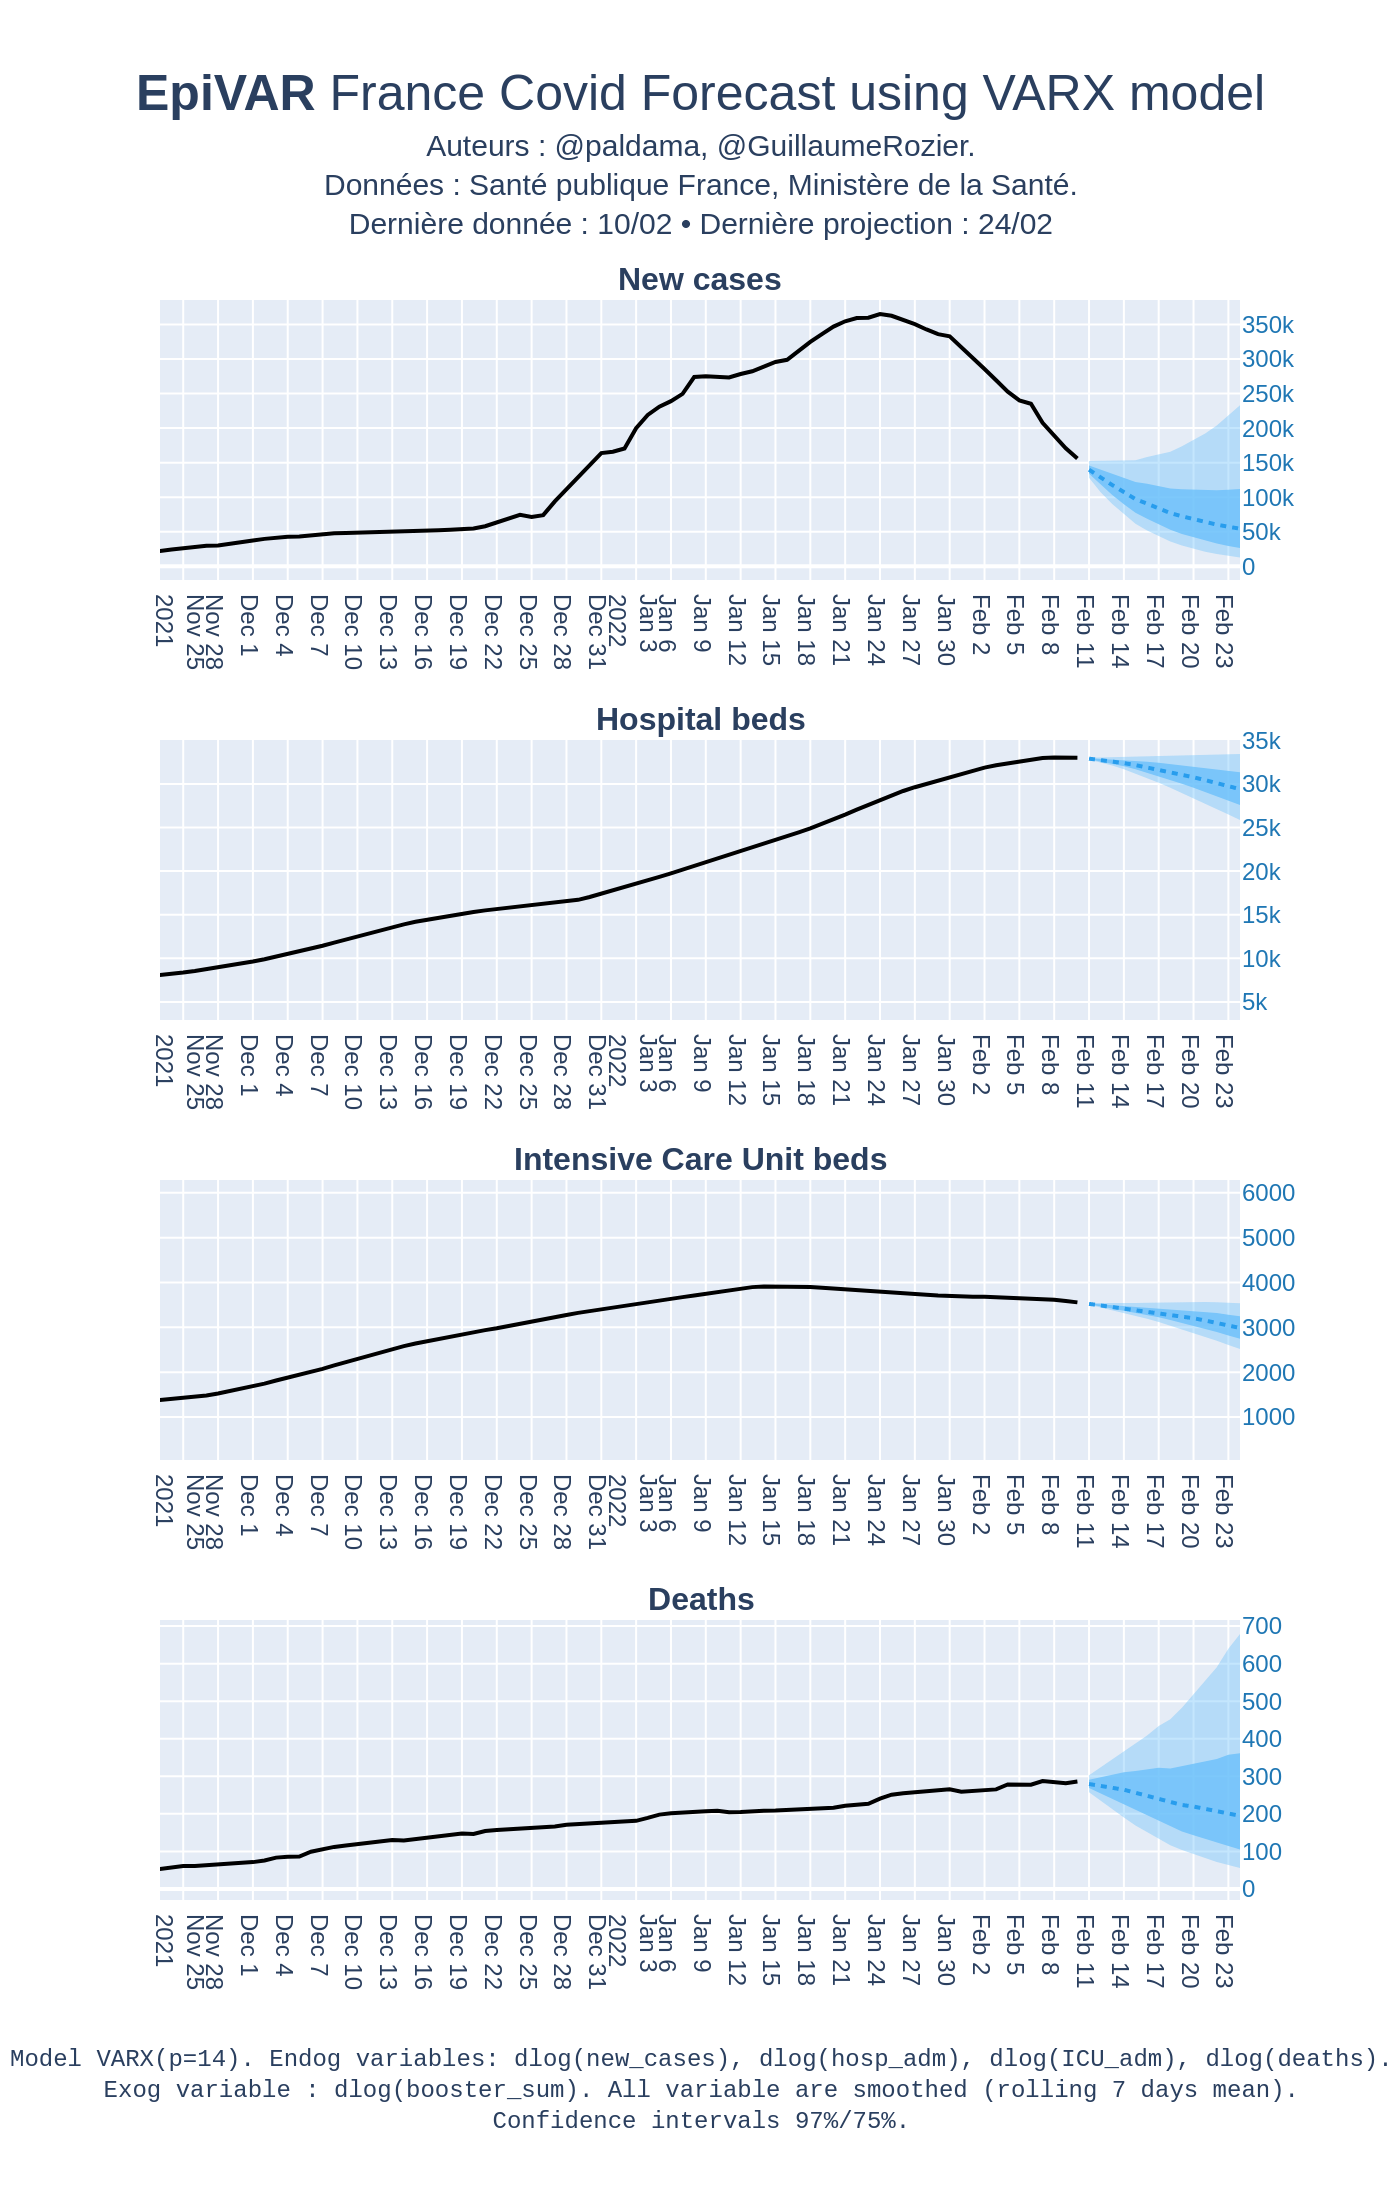 EpiVAR France Covid Forecast using VARX model
Auteurs : @paldama, @GuillaumeRozier.
Données : Santé publique France, Ministère de la Santé.
Dernière donnée : 10/02 • Dernière projection : 24/02
New cases
350k
300k
250k
200k
150k
100k
50k
0
2021
Nov 25
Nov 28
Dec 1
Dec 4
Dec 7
Dec 10
Dec 13
Dec 16
Dec 19
Dec 22
Dec 25
Dec 28
Dec 31
2022
Jan 3
Jan 6
Jan 9
Jan 12
Jan 15
Jan 18
Jan 21
Jan 24
Jan 27
Jan 30
Feb 2
Feb 5
Feb 8
Feb 11
Feb 14
Feb 17
Feb 20
Feb 23
Hospital beds
35k
30k
25k
20k
15k
10k
5k
2021
Nov 25
Nov 28
Dec 1
Dec 4
Dec 7
Dec 10
Dec 13
Dec 16
Dec 19
Dec 22
Dec 25
Dec 28
Dec 31
2022
Jan 3
Jan 6
Jan 9
Jan 12
Jan 15
Jan 18
Jan 21
Jan 24
Jan 27
Jan 30
Feb 2
Feb 5
Feb 8
Feb 11
Feb 14
Feb 17
Feb 20
Feb 23
Intensive Care Unit beds
6000
5000
4000
3000
2000
1000
2021
Nov 25
Nov 28
Dec 1
Dec 4
Dec 7
Dec 10
Dec 13
Dec 16
Dec 19
Dec 22
Dec 25
Dec 28
Dec 31
2022
Jan 3
Jan 6
Jan 9
Jan 12
Jan 15
Jan 18
Jan 21
Jan 24
Jan 27
Jan 30
Feb 2
Feb 5
Feb 8
Feb 11
Feb 14
Feb 17
Feb 20
Feb 23
Deaths
700
600
500
400
300
200
100
0
2021
Nov 25
Nov 28
Dec 1
Dec 4
Dec 7
Dec 10
Dec 13
Dec 16
Dec 19
Dec 22
Dec 25
Dec 28
Dec 31
2022
Jan 3
Jan 6
Jan 9
Jan 12
Jan 15
Jan 18
Jan 21
Jan 24
Jan 27
Jan 30
Feb 2
Feb 5
Feb 8
Feb 11
Feb 14
Feb 17
Feb 20
Feb 23
Model VARX(p=14). Endog variables: dlog(new_cases), dlog(hosp_adm), dlog(ICU_adm), dlog(deaths).
Exog variable : dlog(booster_sum). All variable are smoothed (rolling 7 days mean).
Confidence intervals 97%/75%.